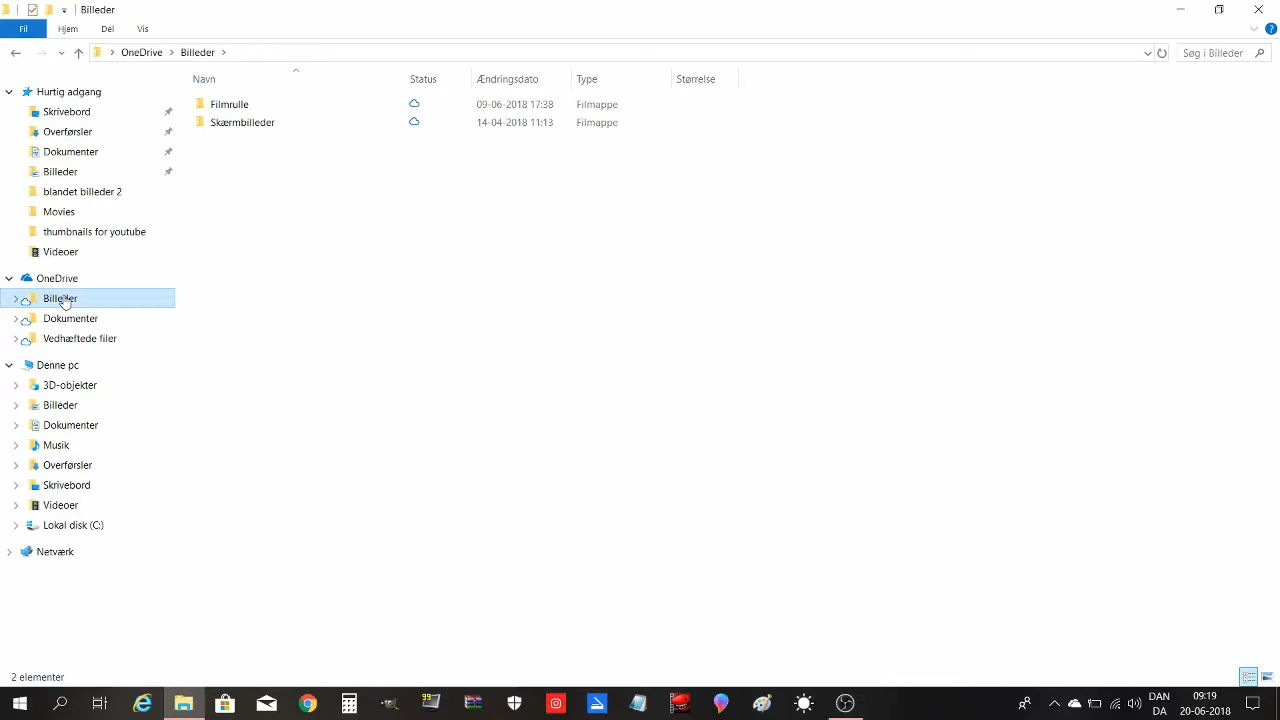 Billeder
Fil Hjem Del Vis
OneDrive Billeder Søg i Billeder
Navn Status Ændringsdato Type Størrelse
Filmrulle 09-06-2018 17:38 Filmappe
Skærmbilleder 14-04-2018 11:13 Filmappe
Hurtig adgang
Skrivebord
Overførsler
Dokumenter
Billeder
blandet billeder 2
Movies
thumbnails for youtube
Videoer
OneDrive
Billeder
Dokumenter
Vedhæftede filer
Denne pc
3D-objekter
Billeder
Dokumenter
Musik
Overførsler
Skrivebord
Videoer
Lokal disk (C:)
Netværk
2 elementer
99
DAN 09:19
DA 20-06-2018